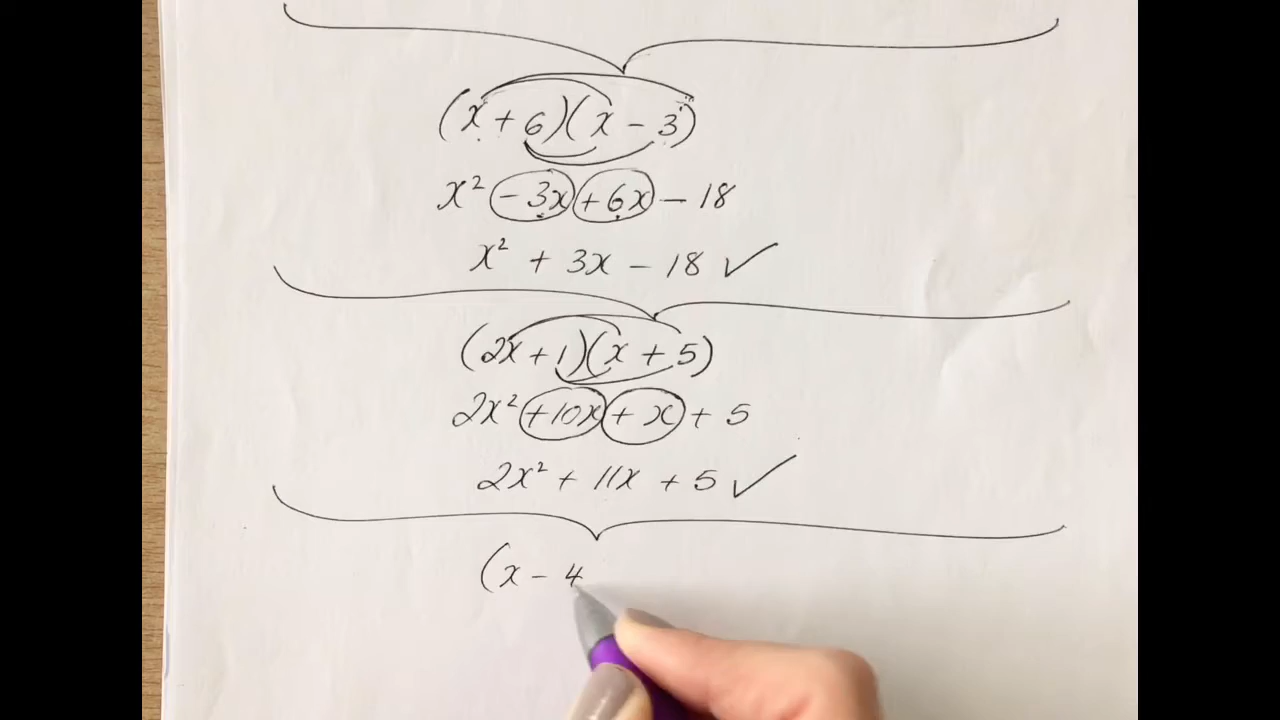 (x + 6)(x - 3)
x² - 3x + 6x - 18
x² + 3x - 18 ✓
(2x + 1)(x + 5)
2x² + 10x + x + 5
2x² + 11x + 5 ✓
(x - 4